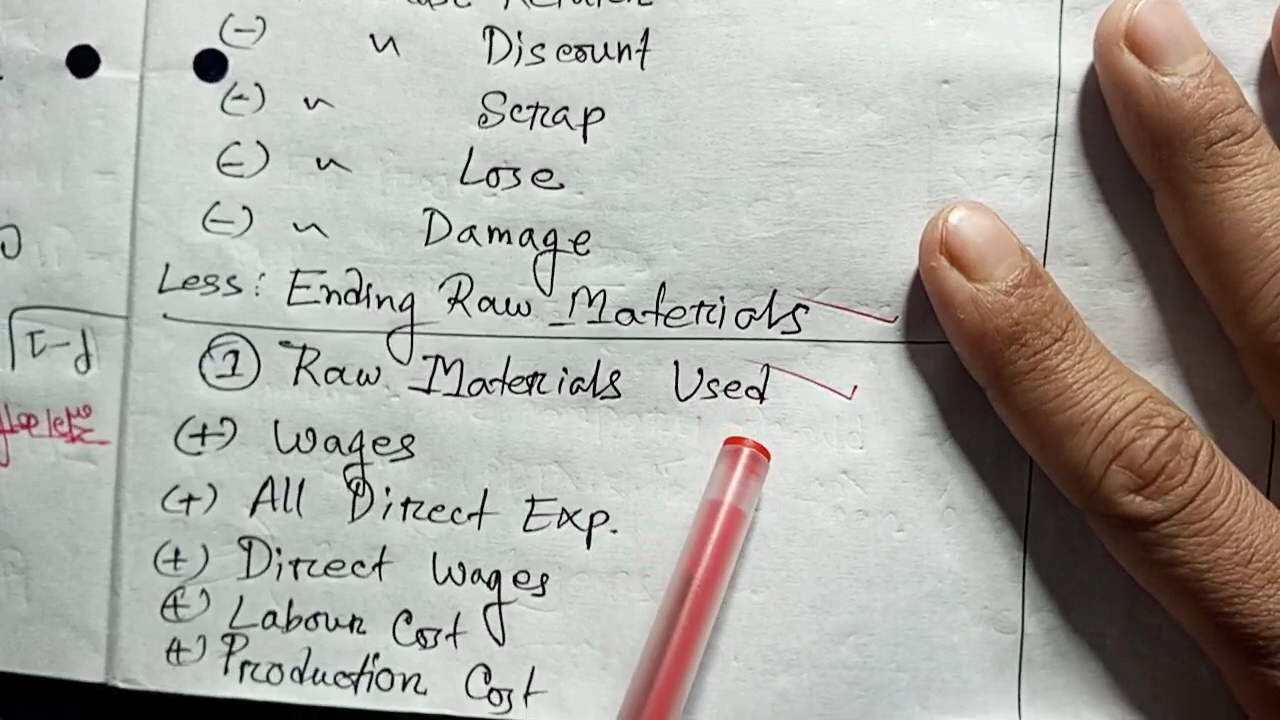 (-) " Discount
(-) " Scrap
(-) " Lose
(-) " Damage
Less: Ending Raw Materials
① Raw Materials Used
(+) Wages
(+) All Direct Exp.
(+) Direct Wages
(+) Labour Cost
(+) Production Cost